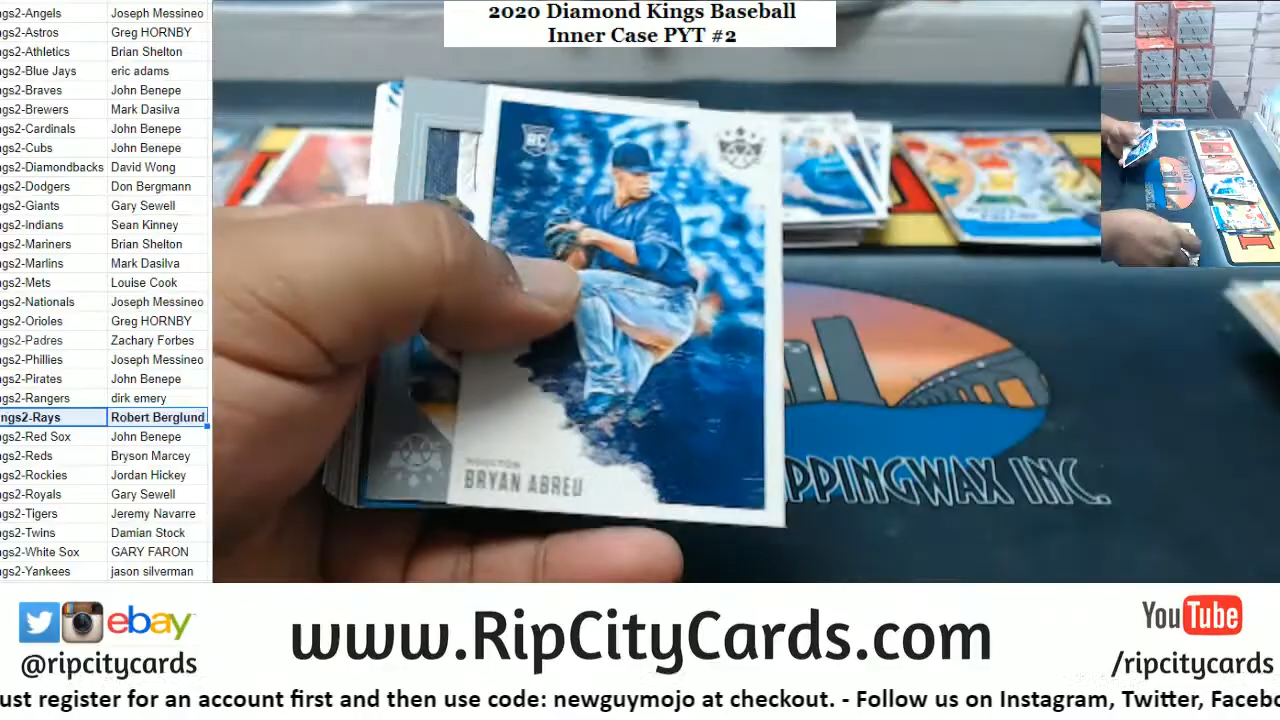 2020 Diamond Kings Baseball
Inner Case PYT #2
ngs2-Angels Joseph Messineo
ngs2-Astros Greg HORNBY
ngs2-Athletics Brian Shelton
ngs2-Blue Jays eric adams
ngs2-Braves John Benepe
ngs2-Brewers Mark Dasilva
ngs2-Cardinals John Benepe
ngs2-Cubs John Benepe
ngs2-Diamondbacks David Wong
ngs2-Dodgers Don Bergmann
ngs2-Giants Gary Sewell
ngs2-Indians Sean Kinney
ngs2-Mariners Brian Shelton
ngs2-Marlins Mark Dasilva
ngs2-Mets Louise Cook
ngs2-Nationals Joseph Messineo
ngs2-Orioles Greg HORNBY
ngs2-Padres Zachary Forbes
ngs2-Phillies Joseph Messineo
ngs2-Pirates John Benepe
ngs2-Rangers dirk emery
ngs2-Rays Robert Berglund
ngs2-Red Sox John Benepe
ngs2-Reds Bryson Marcey
ngs2-Rockies Jordan Hickey
ngs2-Royals Gary Sewell
ngs2-Tigers Jeremy Navarre
ngs2-Twins Damian Stock
ngs2-White Sox GARY FARON
ngs2-Yankees jason silverman
RC
HOUSTON
BRYAN ABREU
PPINGWAX INC.
ebay
@ripcitycards
www.RipCityCards.com
YouTube
/ripcitycards
ust register for an account first and then use code: newguymojo at checkout. - Follow us on Instagram, Twitter, Facebo